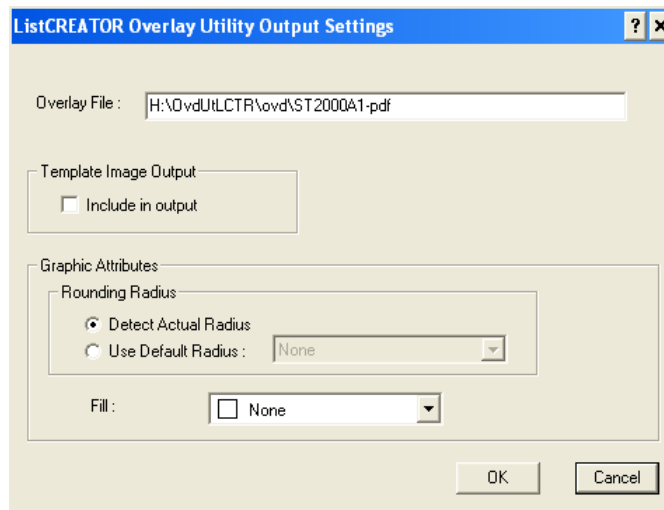 ListCREATOR Overlay Utility Output Settings
Overlay File : H:\OvdUtLCTR\ovd\ST2000A1-pdf
Template Image Output
Include in output
Graphic Attributes
Rounding Radius
Detect Actual Radius
Use Default Radius : None
Fill : None
OK Cancel